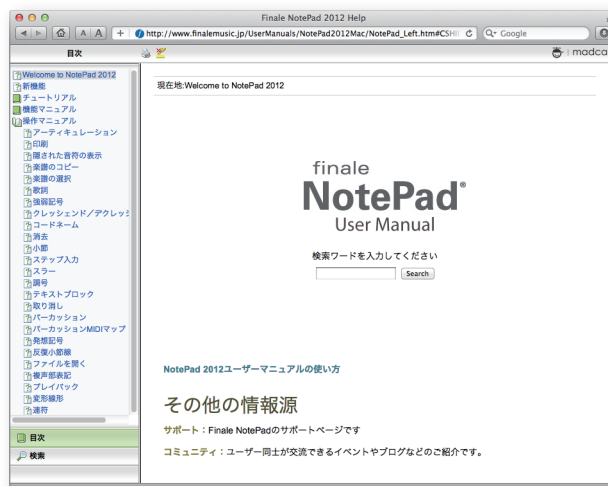 Finale NotePad 2012 Help
A A
+
http://www.finalemusic.jp/UserManuals/NotePad2012Mac/NotePad_Left.htm#CSHI
Google
目次
madca
Welcome to NotePad 2012
新機能
チュートリアル
機能マニュアル
操作マニュアル
アーティキュレーション
印刷
隠された音符の表示
楽譜のコピー
楽譜の選択
歌詞
強弱記号
クレッシェンド／デクレッシ
コードネーム
消去
小節
ステップ入力
スラー
調号
テキストブロック
取り消し
パーカッション
パーカッションMIDIマップ
発想記号
反復小節線
ファイルを開く
複声部表記
プレイバック
変形線形
連符
目次
検索
現在地:Welcome to NotePad 2012
finale
NotePad®
User Manual
検索ワードを入力してください
Search
NotePad 2012ユーザーマニュアルの使い方
その他の情報源
サポート：Finale NotePadのサポートページです
コミュニティ：ユーザー同士が交流できるイベントやブログなどのご紹介です。